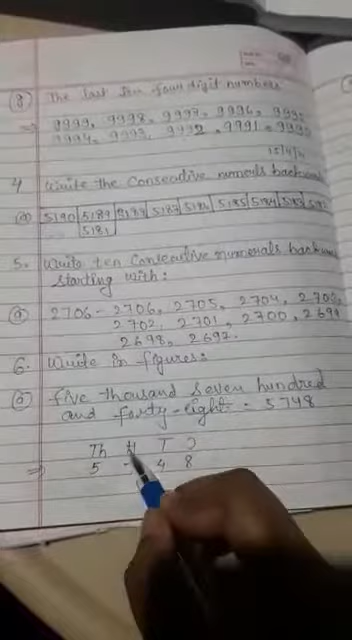 (g) The last ten four digit numbers
⇒ 9999, 9998, 9997, 9996, 9995
9994, 9993, 9992, 9991, 9990
15/4/
4 Write the Consecutive numerals backward
(a) 5190 5189 5188 5187 5186 5185 5184 5183 5182
5181
5. Write ten Consecutive numerals backward
starting with:
(a) 2706 - 2706, 2705, 2704, 2703,
2702, 2701, 2700, 2699
2698, 2697.
6. Write in figures:
(a) five thousand seven hundred
and forty-eight = 5748
Th H T O
⇒ 5 7 4 8